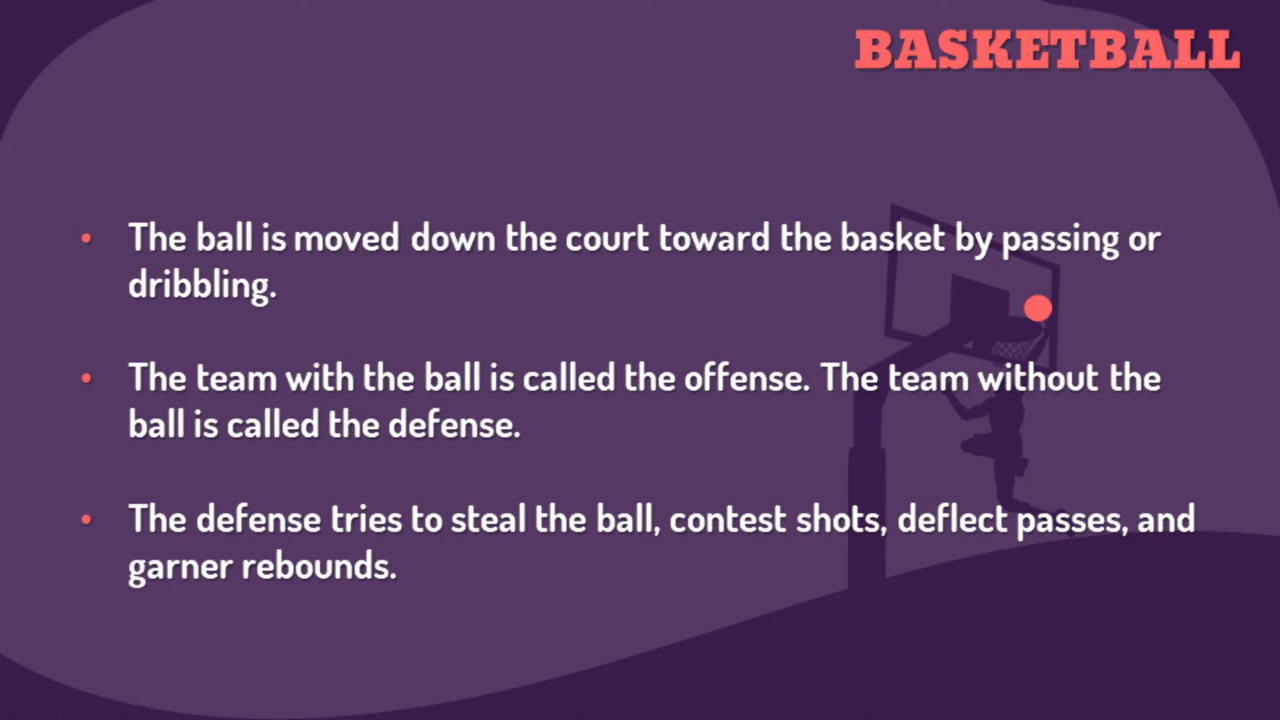 BASKETBALL
• The ball is moved down the court toward the basket by passing or
dribbling.
• The team with the ball is called the offense. The team without the
ball is called the defense.
• The defense tries to steal the ball, contest shots, deflect passes, and
garner rebounds.